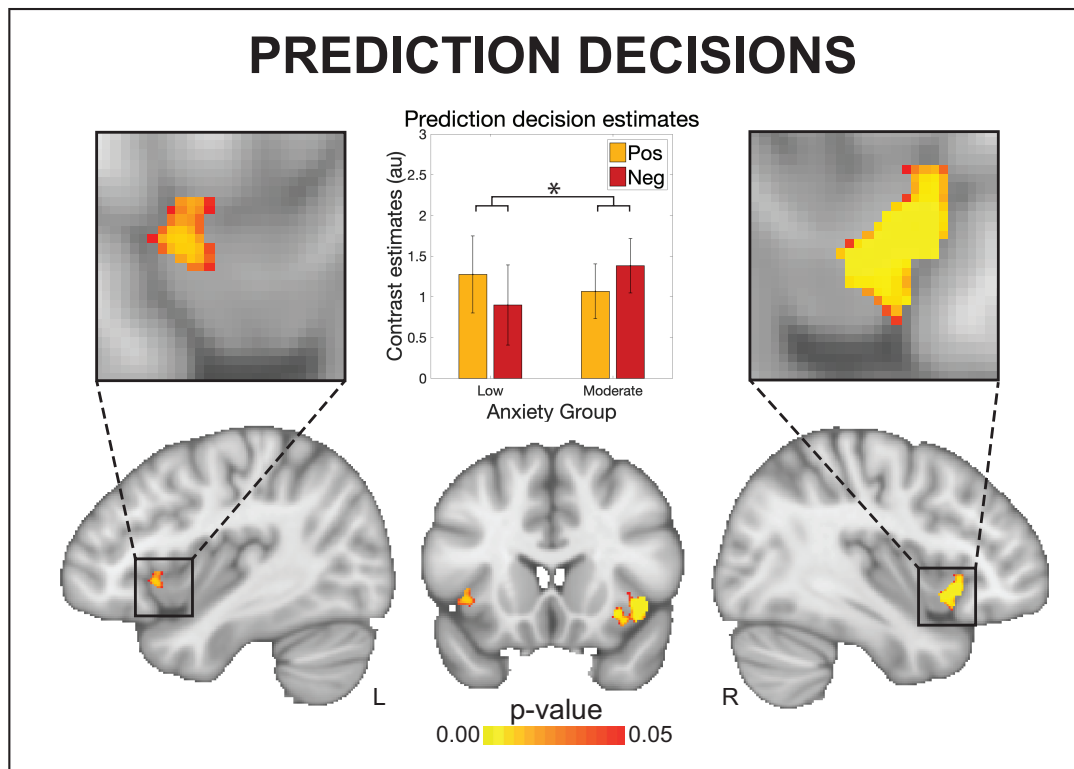 PREDICTION DECISIONS
Prediction decision estimates
Contrast estimates (au)
3
2.5
2
1.5
1
0.5
0
Pos
Neg
*
Low
Moderate
Anxiety Group
L
R
p-value
0.00
0.05